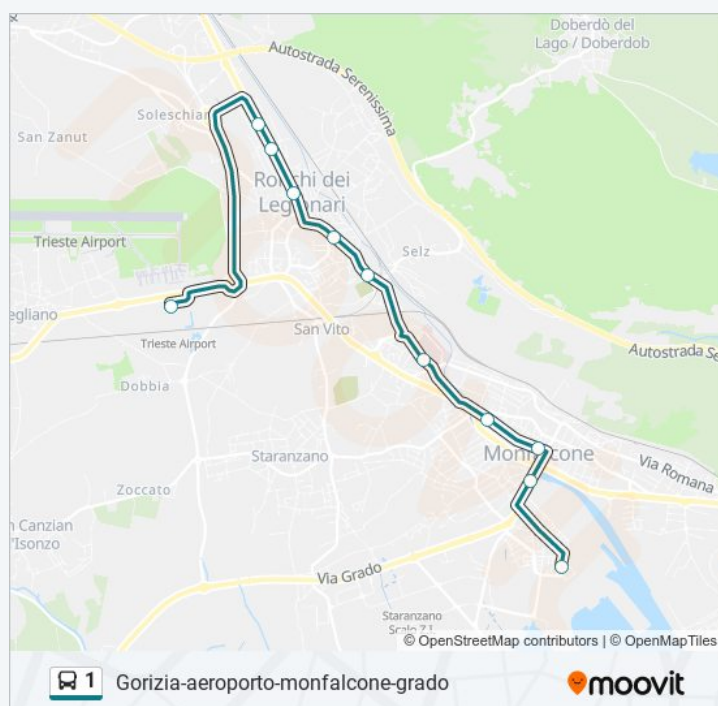 Doberdò del
Lago / Doberdob
Autostrada Serenissima
Soleschian
San Zanut
Ronchi dei
Legionari
Trieste Airport
Selz
egliano
San Vito
Trieste Airport
Autostrada Se
Dobbia
Staranzano
Monfalcone
Via Romana
Zoccato
n Canzian
'Isonzo
Via Grado
Staranzano
Scalo Z.I.
© OpenStreetMap contributors | © OpenMapTiles
1 Gorizia-aeroporto-monfalcone-grado
moovit